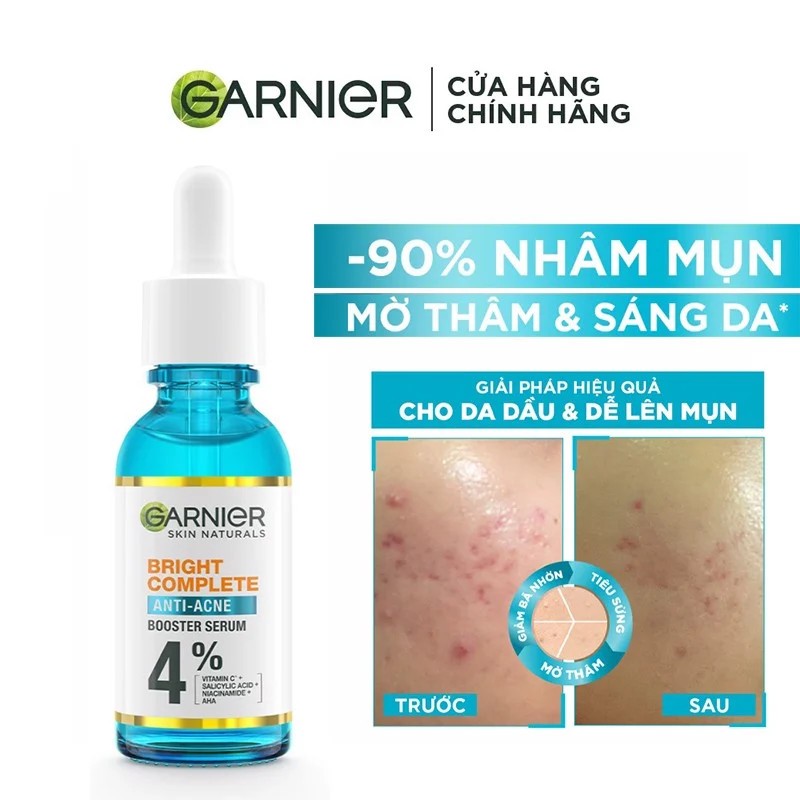 GARNIER
CỬA HÀNG
CHÍNH HÃNG
-90% NHÂM MỤN
MỜ THÂM & SÁNG DA*
GIẢI PHÁP HIỆU QUẢ
CHO DA DẦU & DỄ LÊN MỤN
GARNIER
SKIN NATURALS
BRIGHT
COMPLETE
ANTI-ACNE
BOOSTER SERUM
4%
VITAMIN C* +
SALICYLIC ACID +
NIACINAMIDE +
AHA
GIẢM BÃ NHỜN
TIÊU SỪNG
MỜ THÂM
TRƯỚC
SAU